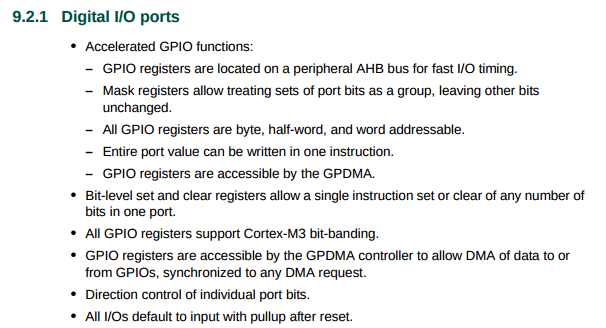 9.2.1 Digital I/O ports
• Accelerated GPIO functions:
– GPIO registers are located on a peripheral AHB bus for fast I/O timing.
– Mask registers allow treating sets of port bits as a group, leaving other bits
unchanged.
– All GPIO registers are byte, half-word, and word addressable.
– Entire port value can be written in one instruction.
– GPIO registers are accessible by the GPDMA.
• Bit-level set and clear registers allow a single instruction set or clear of any number of
bits in one port.
• All GPIO registers support Cortex-M3 bit-banding.
• GPIO registers are accessible by the GPDMA controller to allow DMA of data to or
from GPIOs, synchronized to any DMA request.
• Direction control of individual port bits.
• All I/Os default to input with pullup after reset.